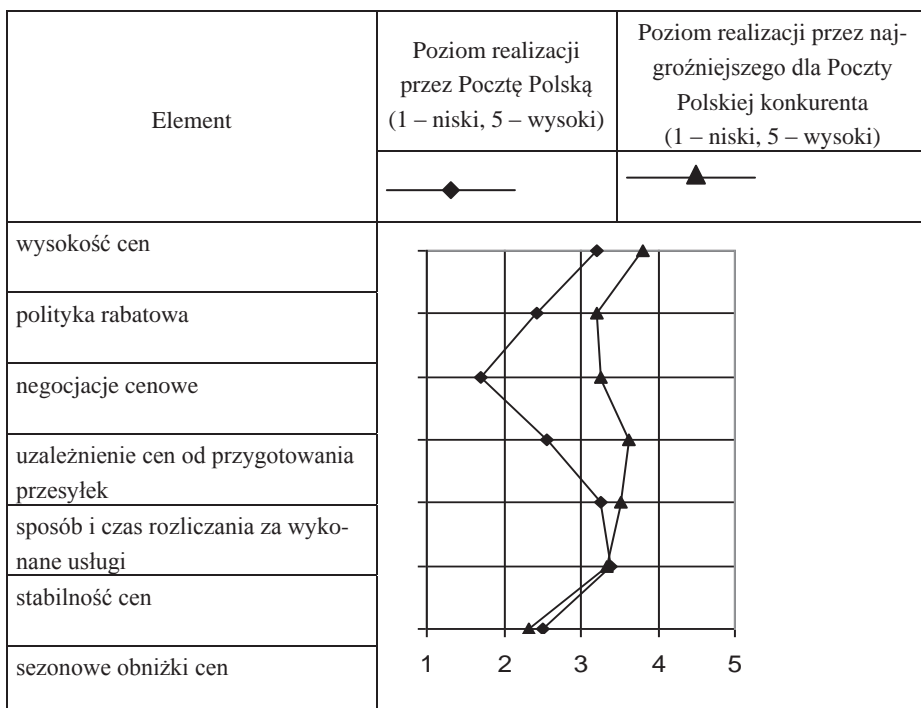 Element
Poziom realizacji
przez Pocztę Polską
(1 – niski, 5 – wysoki)
Poziom realizacji przez naj-
groźniejszego dla Poczty
Polskiej konkurenta
(1 – niski, 5 – wysoki)
wysokość cen
polityka rabatowa
negocjacje cenowe
uzależnienie cen od przygotowania
przesyłek
sposób i czas rozliczania za wyko-
nane usługi
stabilność cen
sezonowe obniżki cen
1 2 3 4 5